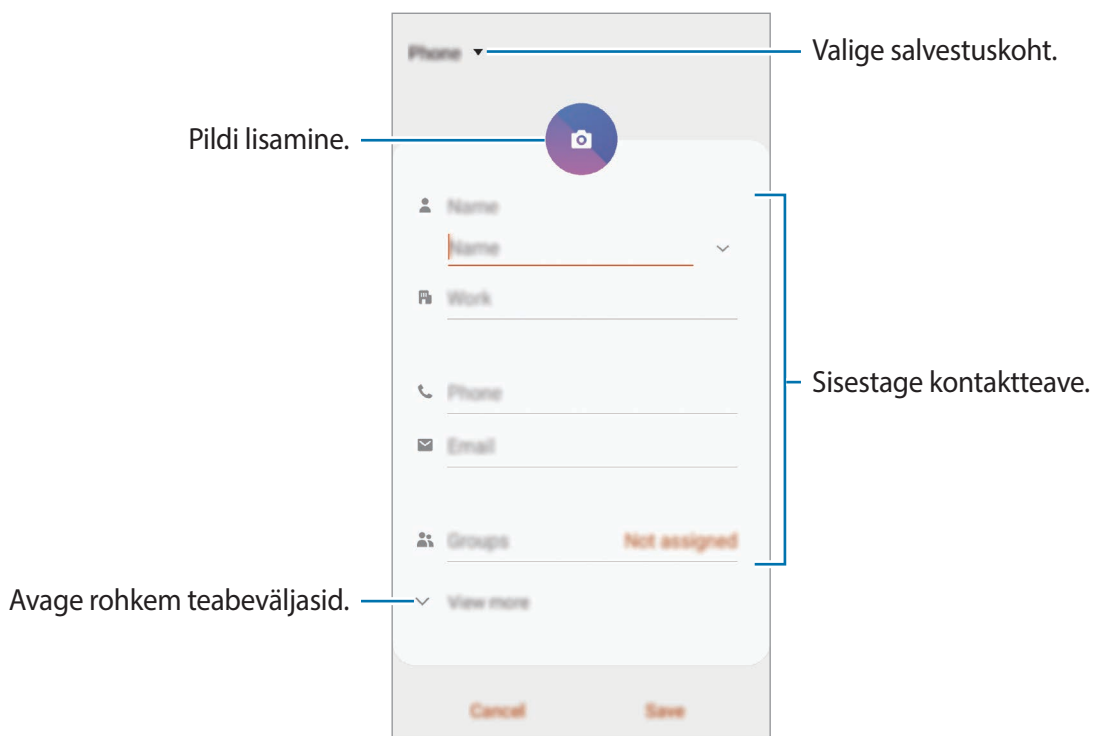 Phone
Valige salvestuskoht.
Pildi lisamine.
Name
Name
Work
Phone
Sisestage kontaktteave.
Email
Groups Not assigned
Avage rohkem teabeväljasid.
View more
Cancel Save